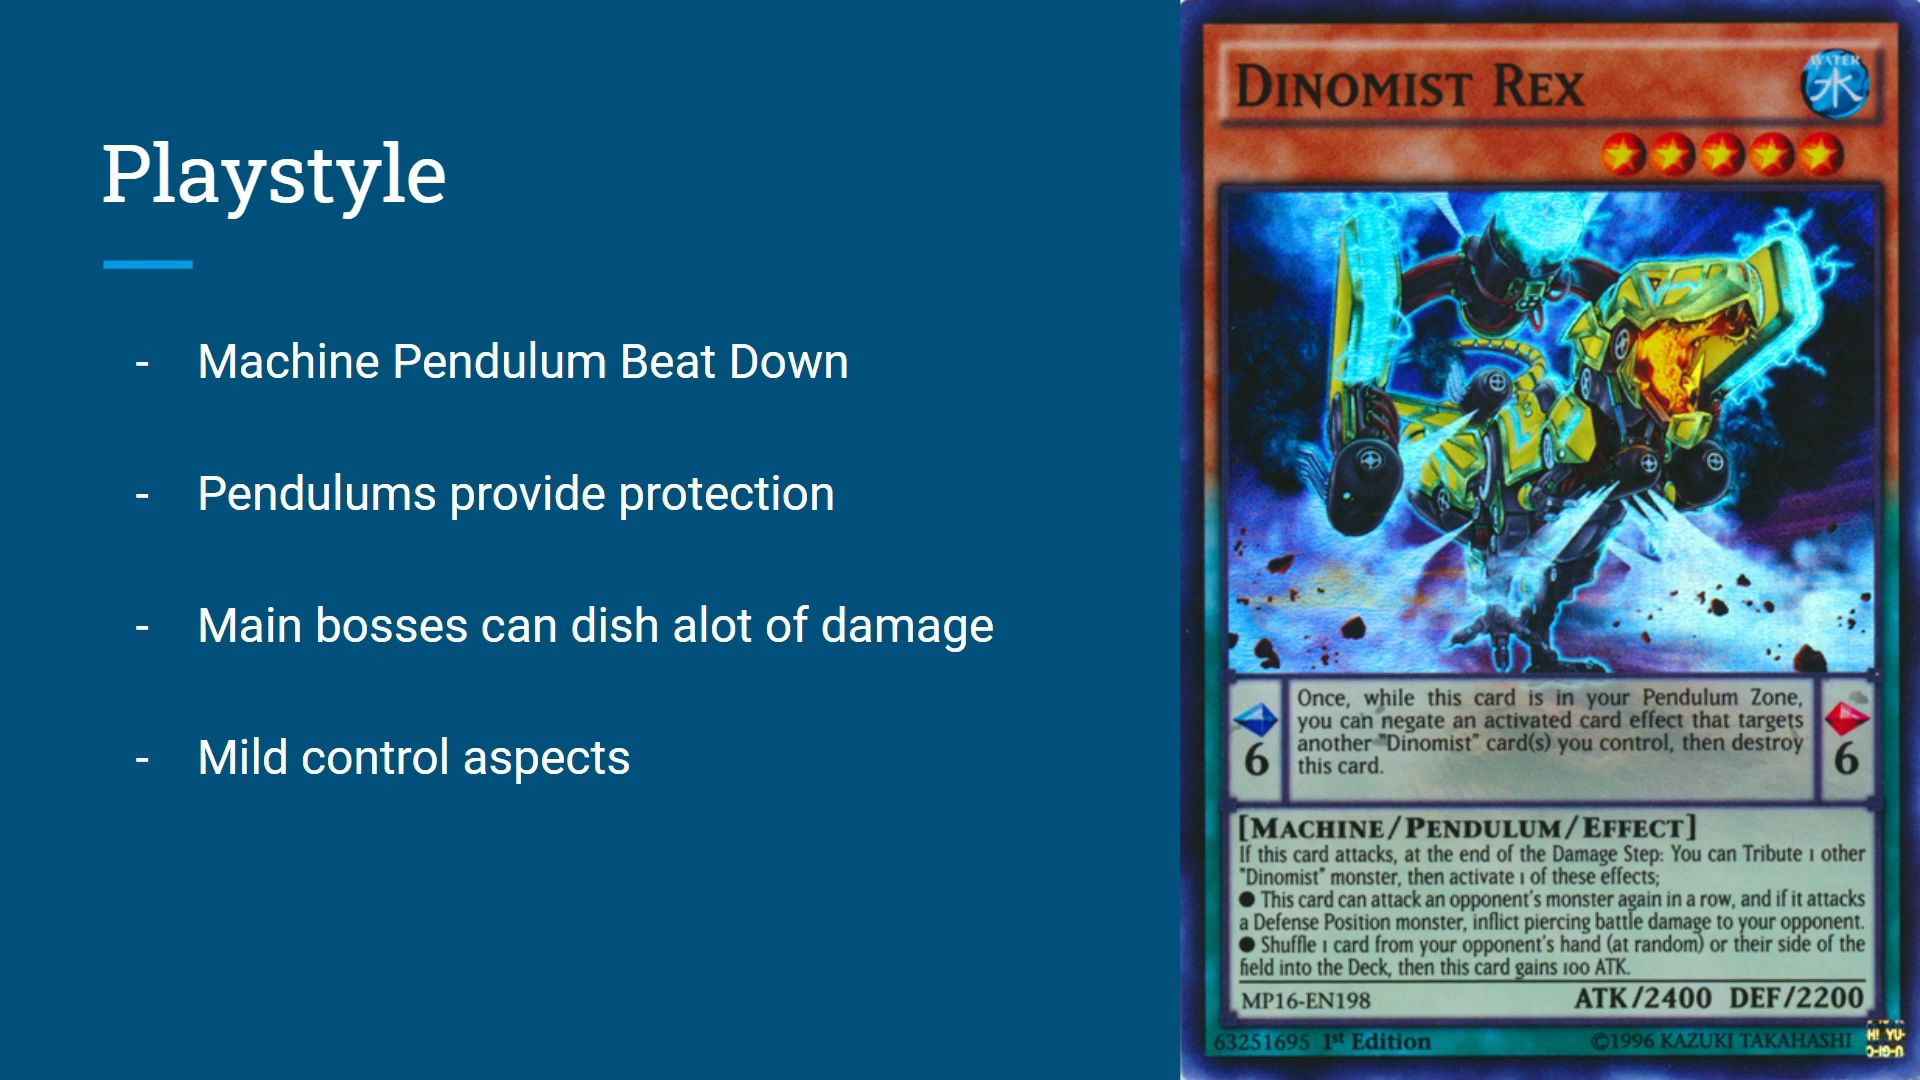 Playstyle
- Machine Pendulum Beat Down
- Pendulums provide protection
- Main bosses can dish alot of damage
- Mild control aspects
DINOMIST REX
WATER
水
Once, while this card is in your Pendulum Zone,
you can negate an activated card effect that targets
another "Dinomist" card(s) you control, then destroy
this card.
6
6
[MACHINE/PENDULUM/EFFECT]
If this card attacks, at the end of the Damage Step: You can Tribute 1 other
"Dinomist" monster, then activate 1 of these effects;
● This card can attack an opponent's monster again in a row, and if it attacks
a Defense Position monster, inflict piercing battle damage to your opponent.
● Shuffle 1 card from your opponent's hand (at random) or their side of the
field into the Deck, then this card gains 100 ATK.
MP16-EN198
ATK/2400 DEF/2200
63251695 1st Edition
©1996 KAZUKI TAKAHASHI